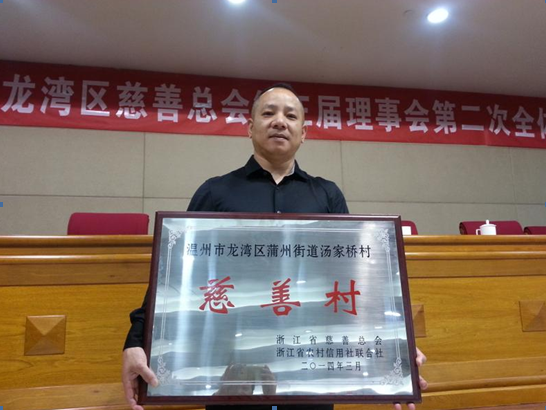 龙湾区慈善总会 届理事会第二次全体
温州市龙湾区蒲州街道汤家桥村
慈善村
浙江省慈善总会
浙江省农村信用社联合社
二〇一四年三月